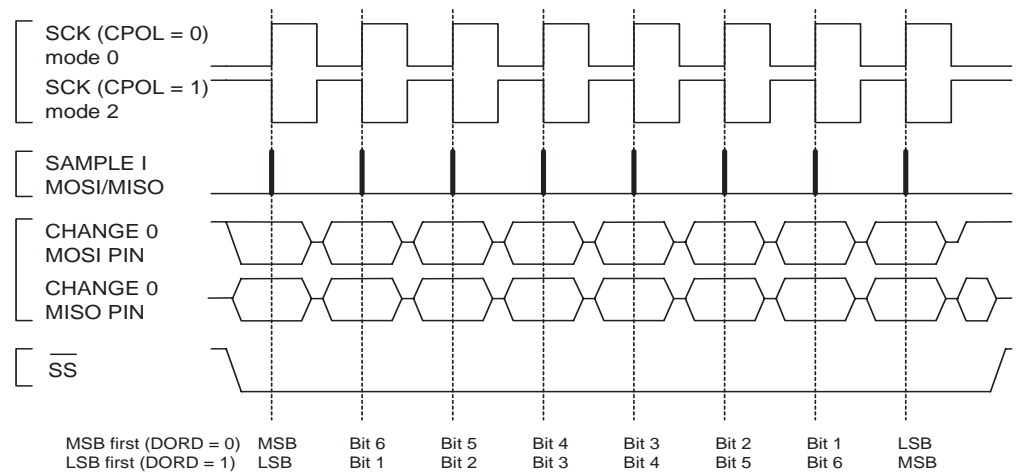 SCK (CPOL = 0)
mode 0
SCK (CPOL = 1)
mode 2
SAMPLE I
MOSI/MISO
CHANGE 0
MOSI PIN
CHANGE 0
MISO PIN
SS
MSB first (DORD = 0) MSB Bit 6 Bit 5 Bit 4 Bit 3 Bit 2 Bit 1 LSB
LSB first (DORD = 1) LSB Bit 1 Bit 2 Bit 3 Bit 4 Bit 5 Bit 6 MSB